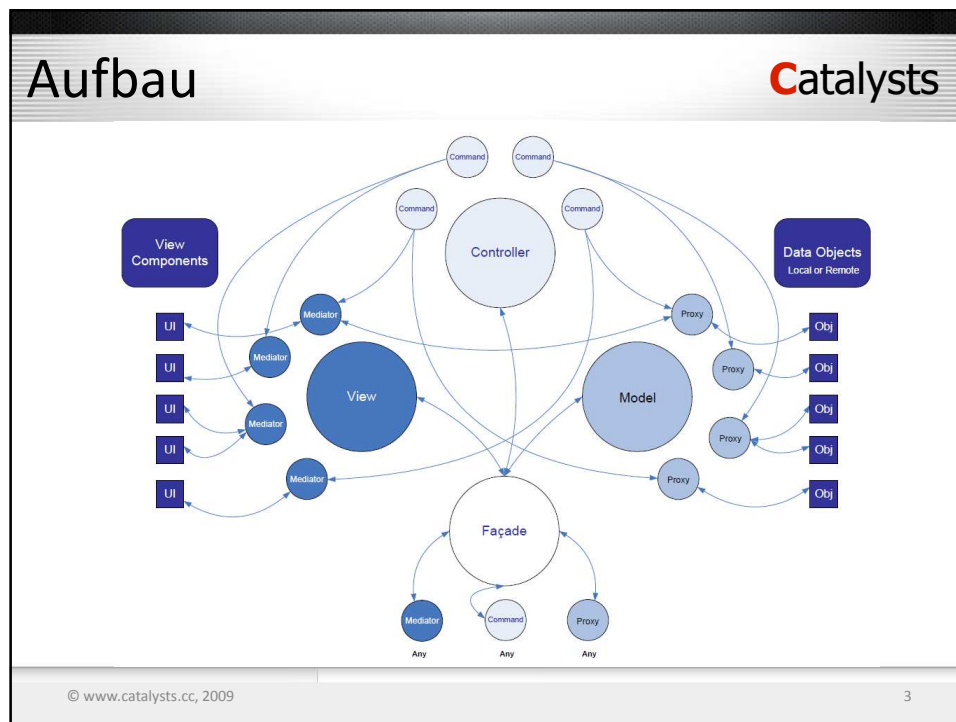 Aufbau
Catalysts
Command
Command
Command
Command
View
Components
Controller
Data Objects
Local or Remote
Mediator
Proxy
UI
Obj
Mediator
Proxy
UI
Obj
View
Model
UI
Obj
Mediator
Proxy
UI
Obj
Mediator
Proxy
UI
Obj
Façade
Mediator
Command
Proxy
Any
Any
Any
© www.catalysts.cc, 2009
3